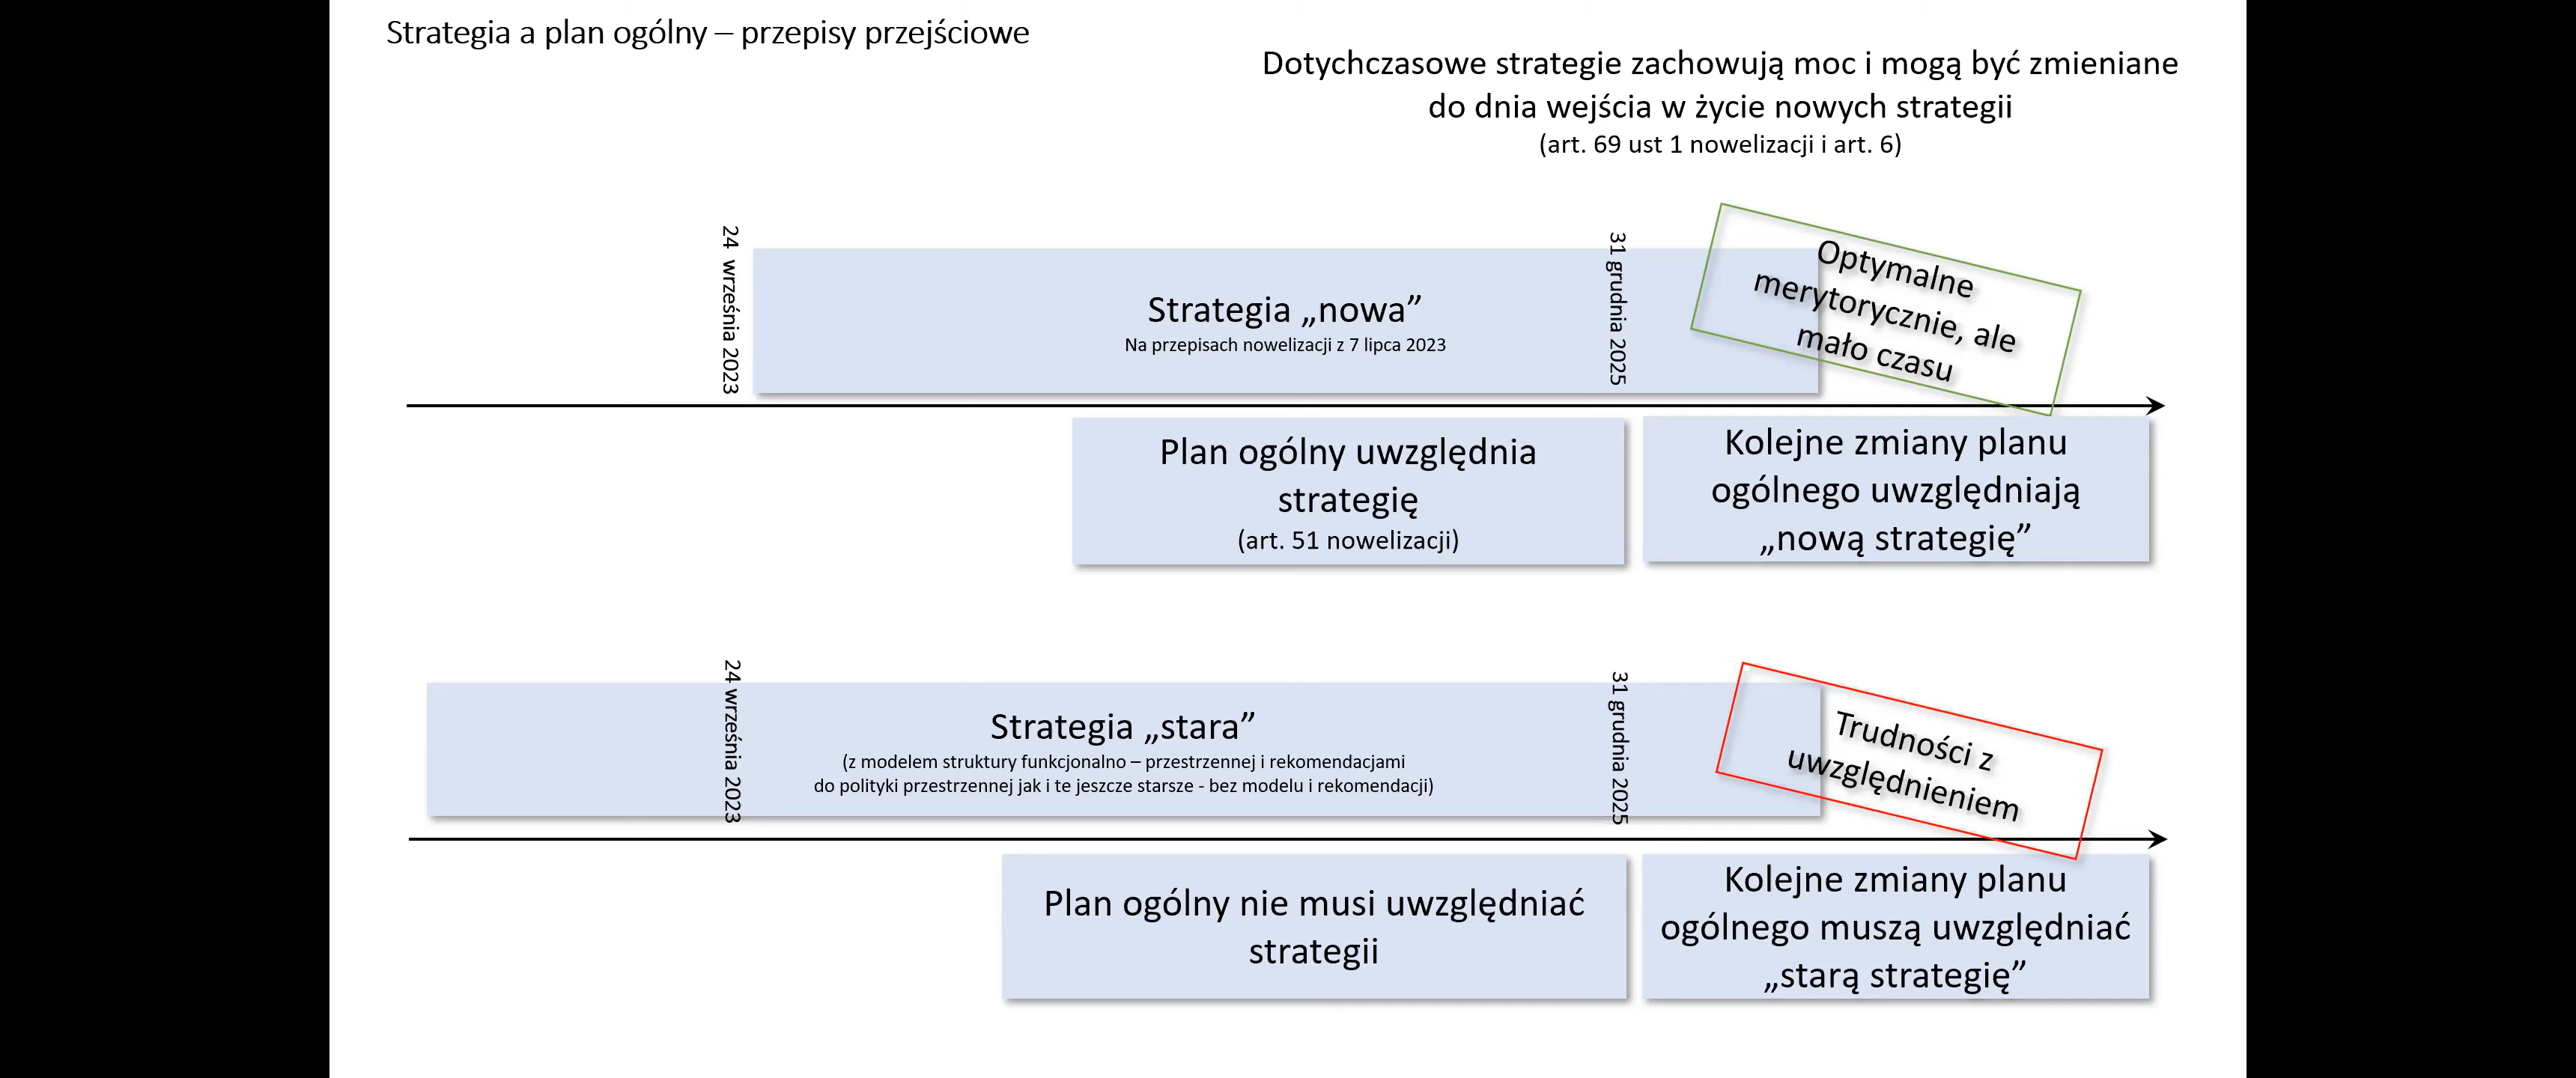 Strategia a plan ogólny – przepisy przejściowe
Dotychczasowe strategie zachowują moc i mogą być zmieniane
do dnia wejścia w życie nowych strategii
(art. 69 ust 1 nowelizacji i art. 6)
24 września 2023
Strategia „nowa”
Na przepisach nowelizacji z 7 lipca 2023
31 grudnia 2025
Optymalne
merytorycznie, ale
mało czasu
Plan ogólny uwzględnia
strategię
(art. 51 nowelizacji)
Kolejne zmiany planu
ogólnego uwzględniają
„nową strategię”
24 września 2023
Strategia „stara”
(z modelem struktury funkcjonalno – przestrzennej i rekomendacjami
do polityki przestrzennej jak i te jeszcze starsze - bez modelu i rekomendacji)
31 grudnia 2025
Trudności z
uwzględnieniem
Plan ogólny nie musi uwzględniać
strategii
Kolejne zmiany planu
ogólnego muszą uwzględniać
„starą strategię”